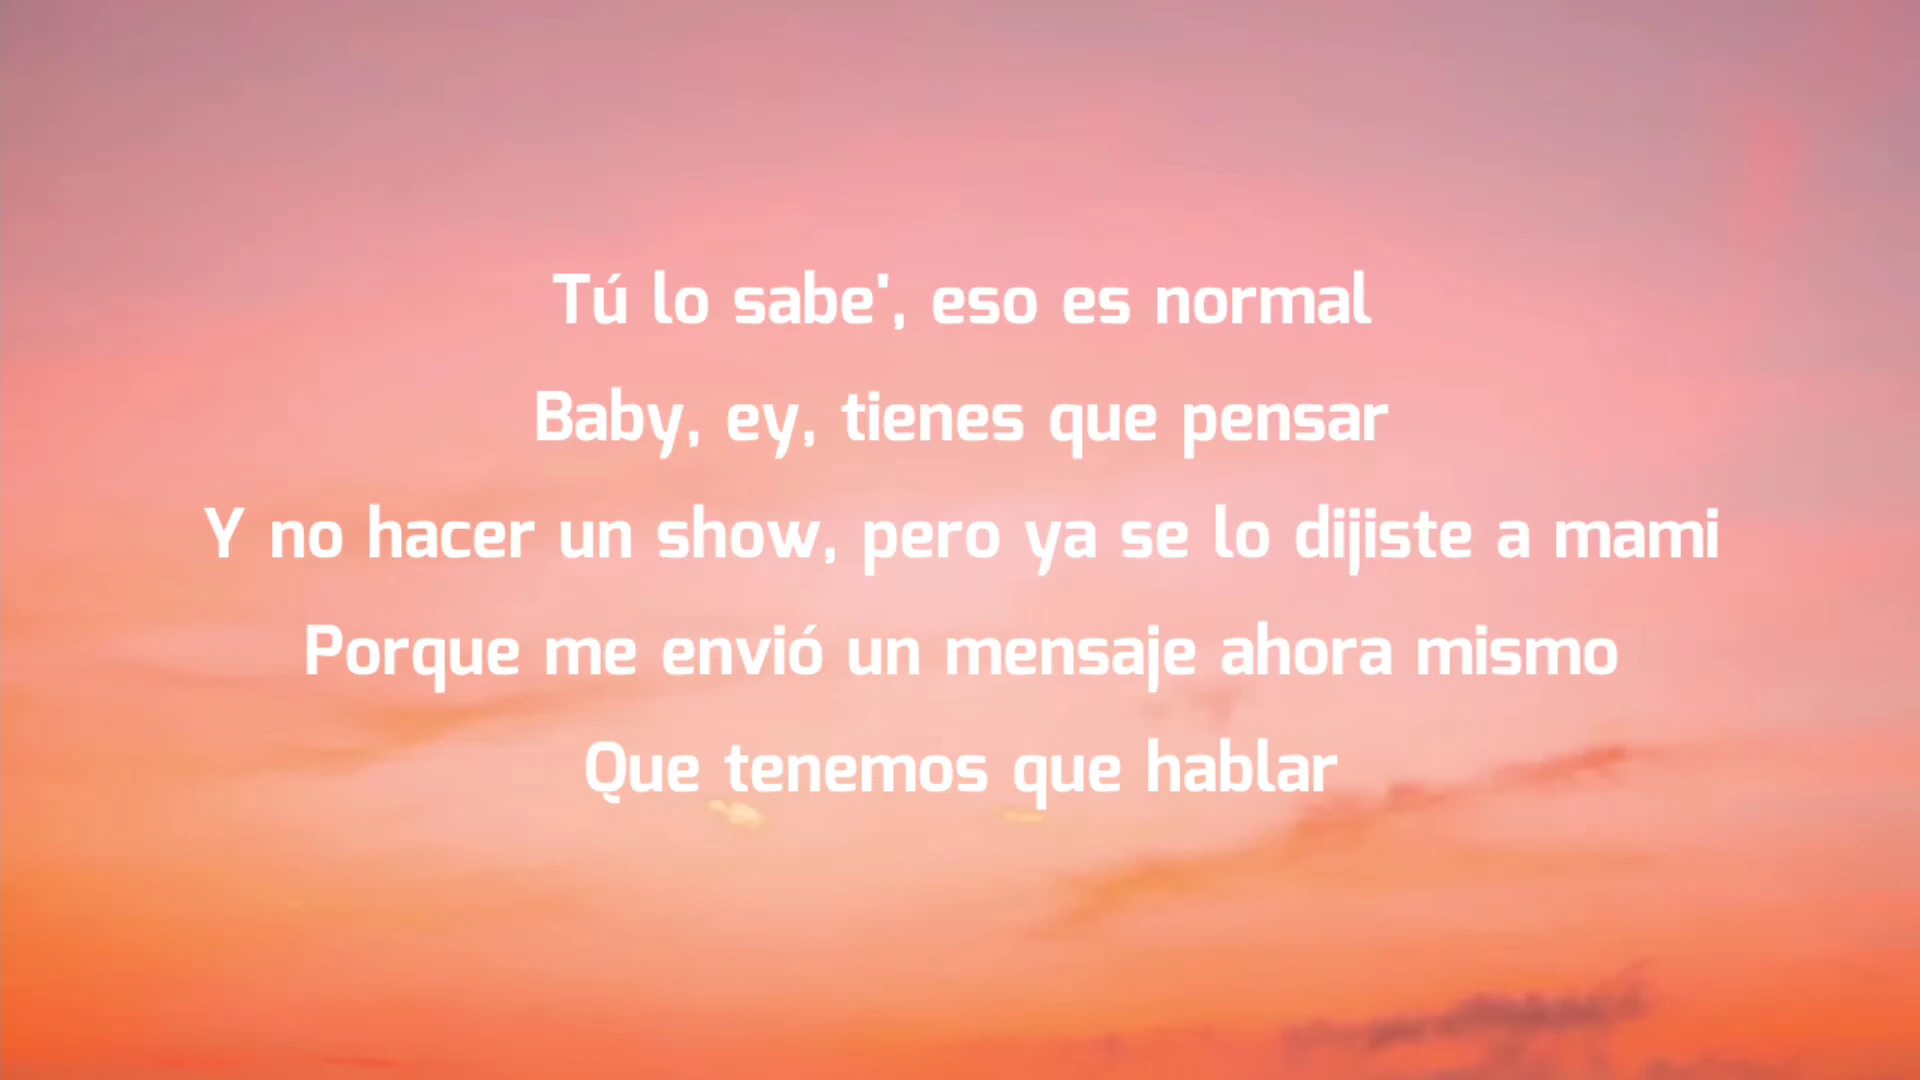 Tú lo sabe', eso es normal
Baby, ey, tienes que pensar
Y no hacer un show, pero ya se lo dijiste a mami
Porque me envió un mensaje ahora mismo
Que tenemos que hablar